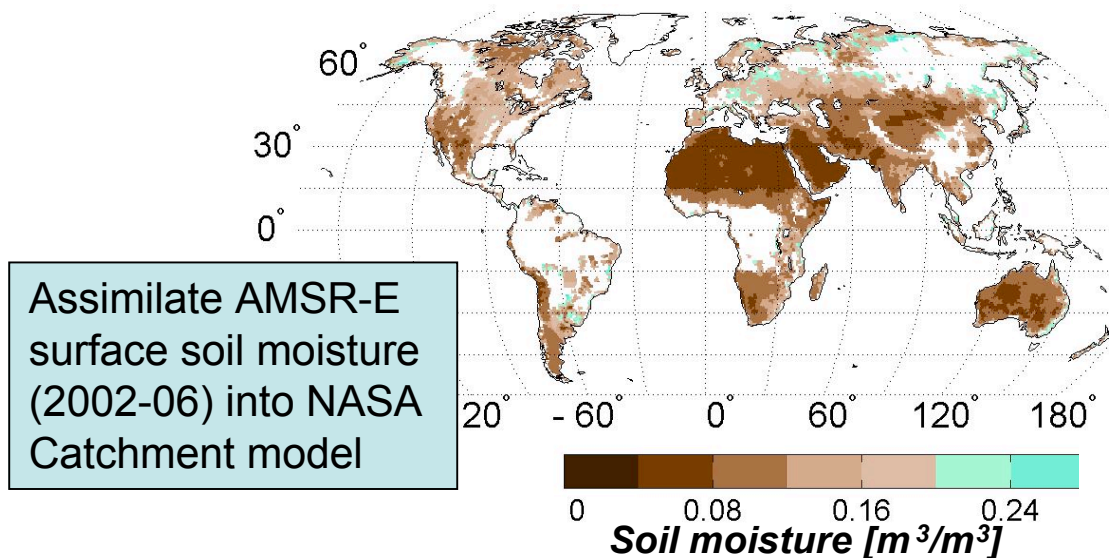 60°
30°
0°
Assimilate AMSR-E
surface soil moisture
(2002-06) into NASA
Catchment model
20° - 60° 0° 60° 120° 180°
0 0.08 0.16 0.24
Soil moisture [m³/m³]